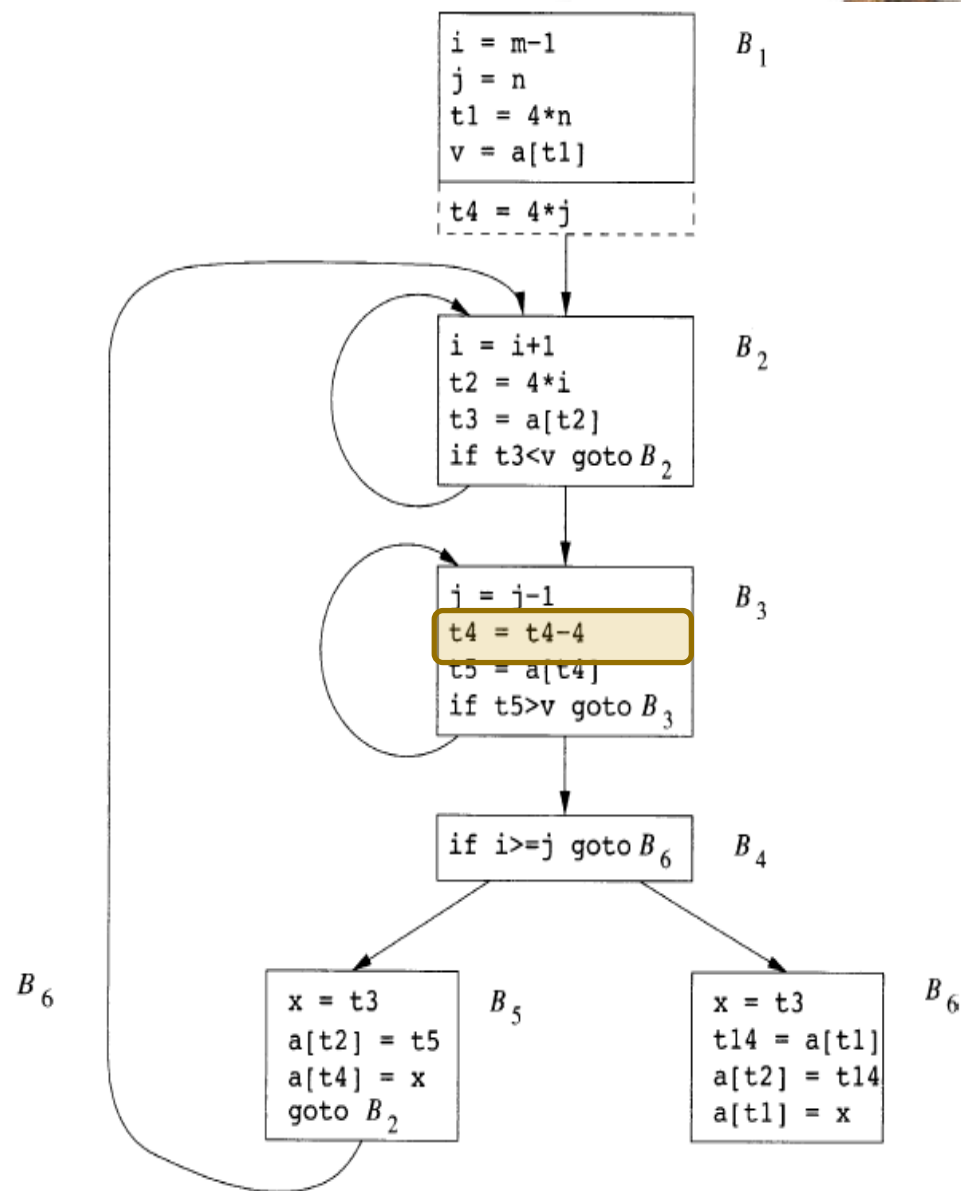 i = m-1
j = n
t1 = 4*n
v = a[t1]
B1
t4 = 4*j
i = i+1
t2 = 4*i
t3 = a[t2]
if t3<v goto B2
B2
j = j-1
t4 = t4-4
t5 = a[t4]
if t5>v goto B3
B3
if i>=j goto B6
B4
B6
x = t3
a[t2] = t5
a[t4] = x
goto B2
B5
x = t3
t14 = a[t1]
a[t2] = t14
a[t1] = x
B6